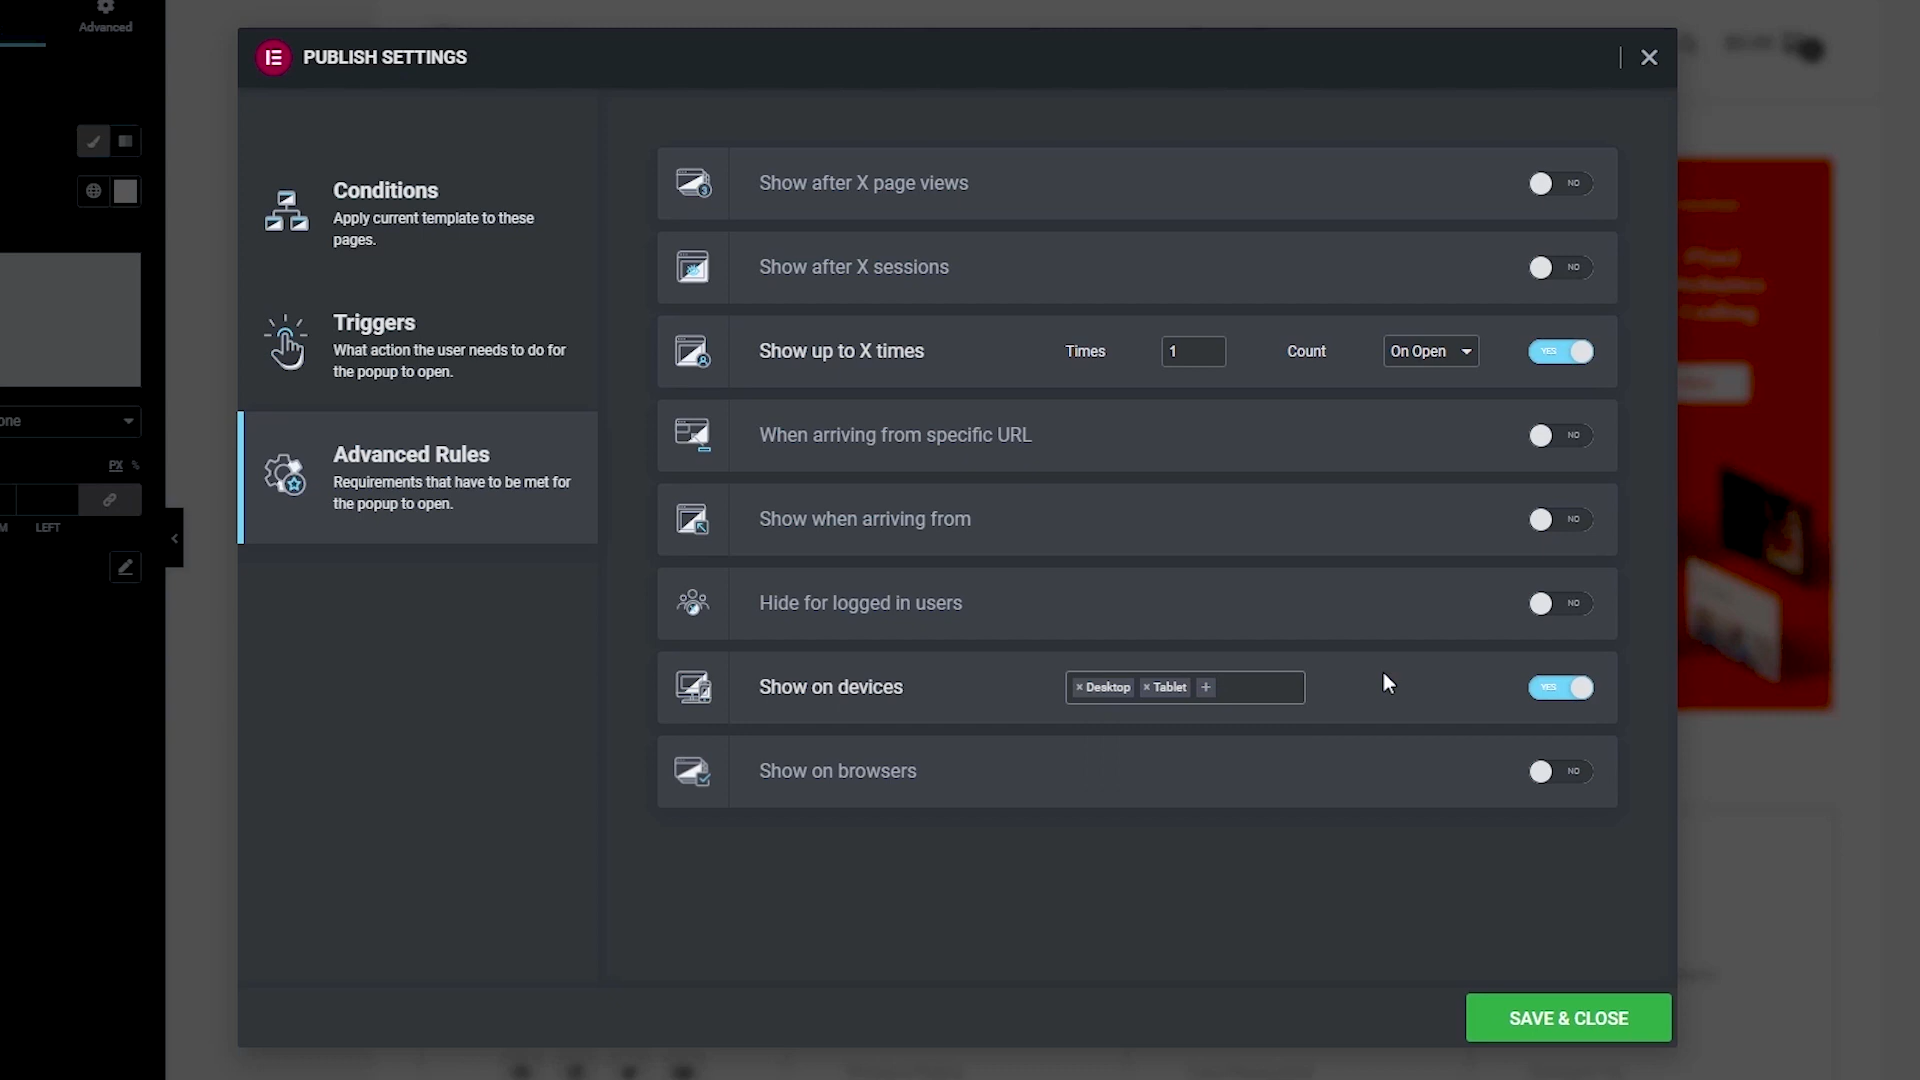 Advanced
PUBLISH SETTINGS
Conditions
Apply current template to these
pages.
Triggers
What action the user needs to do for
the popup to open.
Advanced Rules
Requirements that have to be met for
the popup to open.
Show after X page views
NO
Show after X sessions
NO
Show up to X times
Times
1
Count
On Open
YES
When arriving from specific URL
NO
Show when arriving from
NO
Hide for logged in users
NO
Show on devices
× Desktop
× Tablet
+
YES
Show on browsers
NO
SAVE & CLOSE
one
PX %
M
LEFT